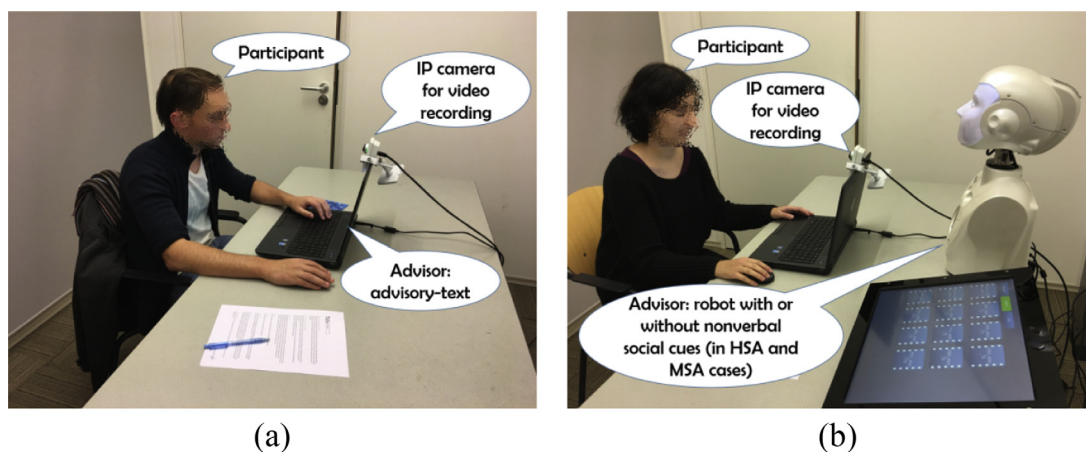 Participant
IP camera
for video
recording
Advisor:
advisory-text
(a)
Participant
IP camera
for video
recording
Advisor: robot with or
without nonverbal
social cues (in HSA and
MSA cases)
(b)